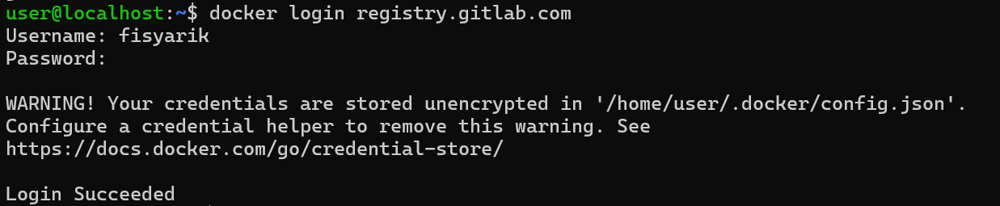 user@localhost:~$ docker login registry.gitlab.com
Username: fisyarik
Password:
WARNING! Your credentials are stored unencrypted in '/home/user/.docker/config.json'.
Configure a credential helper to remove this warning. See
https://docs.docker.com/go/credential-store/
Login Succeeded